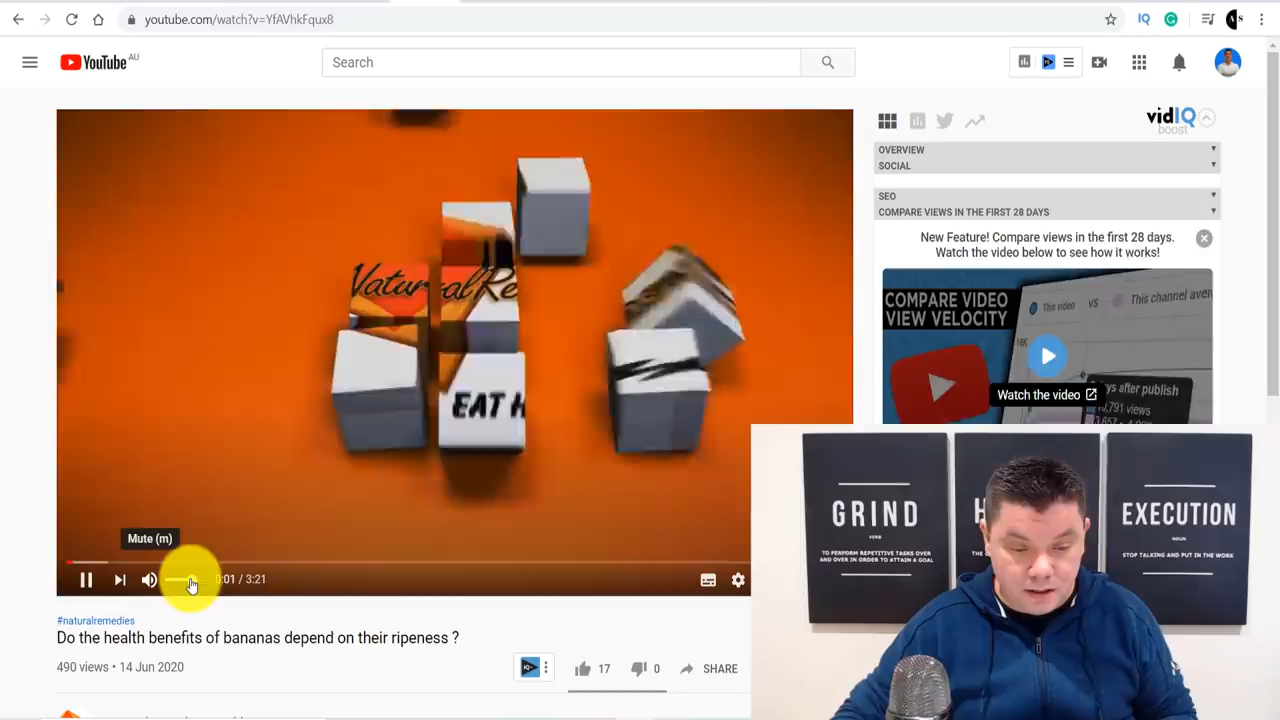 youtube.com/watch?v=YfAVhkFqux8
IQ
YouTube AU
Search
vidIQ
boost
OVERVIEW
SOCIAL
SEO
COMPARE VIEWS IN THE FIRST 28 DAYS
New Feature! Compare views in the first 28 days.
Watch the video below to see how it works!
COMPARE VIDEO
VIEW VELOCITY
This video VS This channel aver
Watch the video
ys after publish
EAT H
Mute (m)
0:01 / 3:21
#naturalremedies
Do the health benefits of bananas depend on their ripeness ?
490 views • 14 Jun 2020
17
0
SHARE
GRIND
VERB
TO PERFORM REPETITIVE TASKS OVER
AND OVER IN ORDER TO ATTAIN A GOAL
H
EXECUTION
NOUN
STOP TALKING AND PUT IN THE WORK